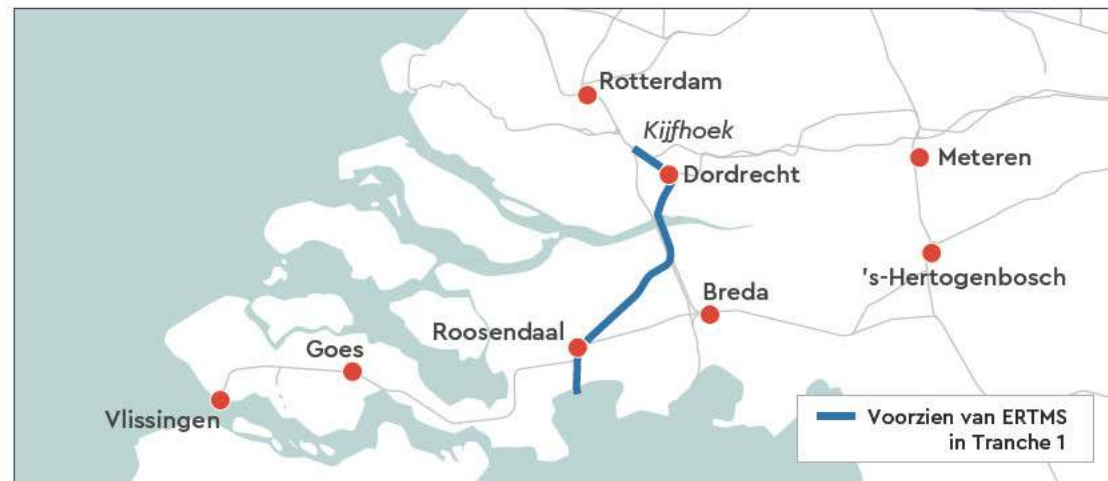 Rotterdam
Kijfhoek
Meteren
Dordrecht
's-Hertogenbosch
Breda
Roosendaal
Goes
Vlissingen
Voorzien van ERTMS
in Tranche 1